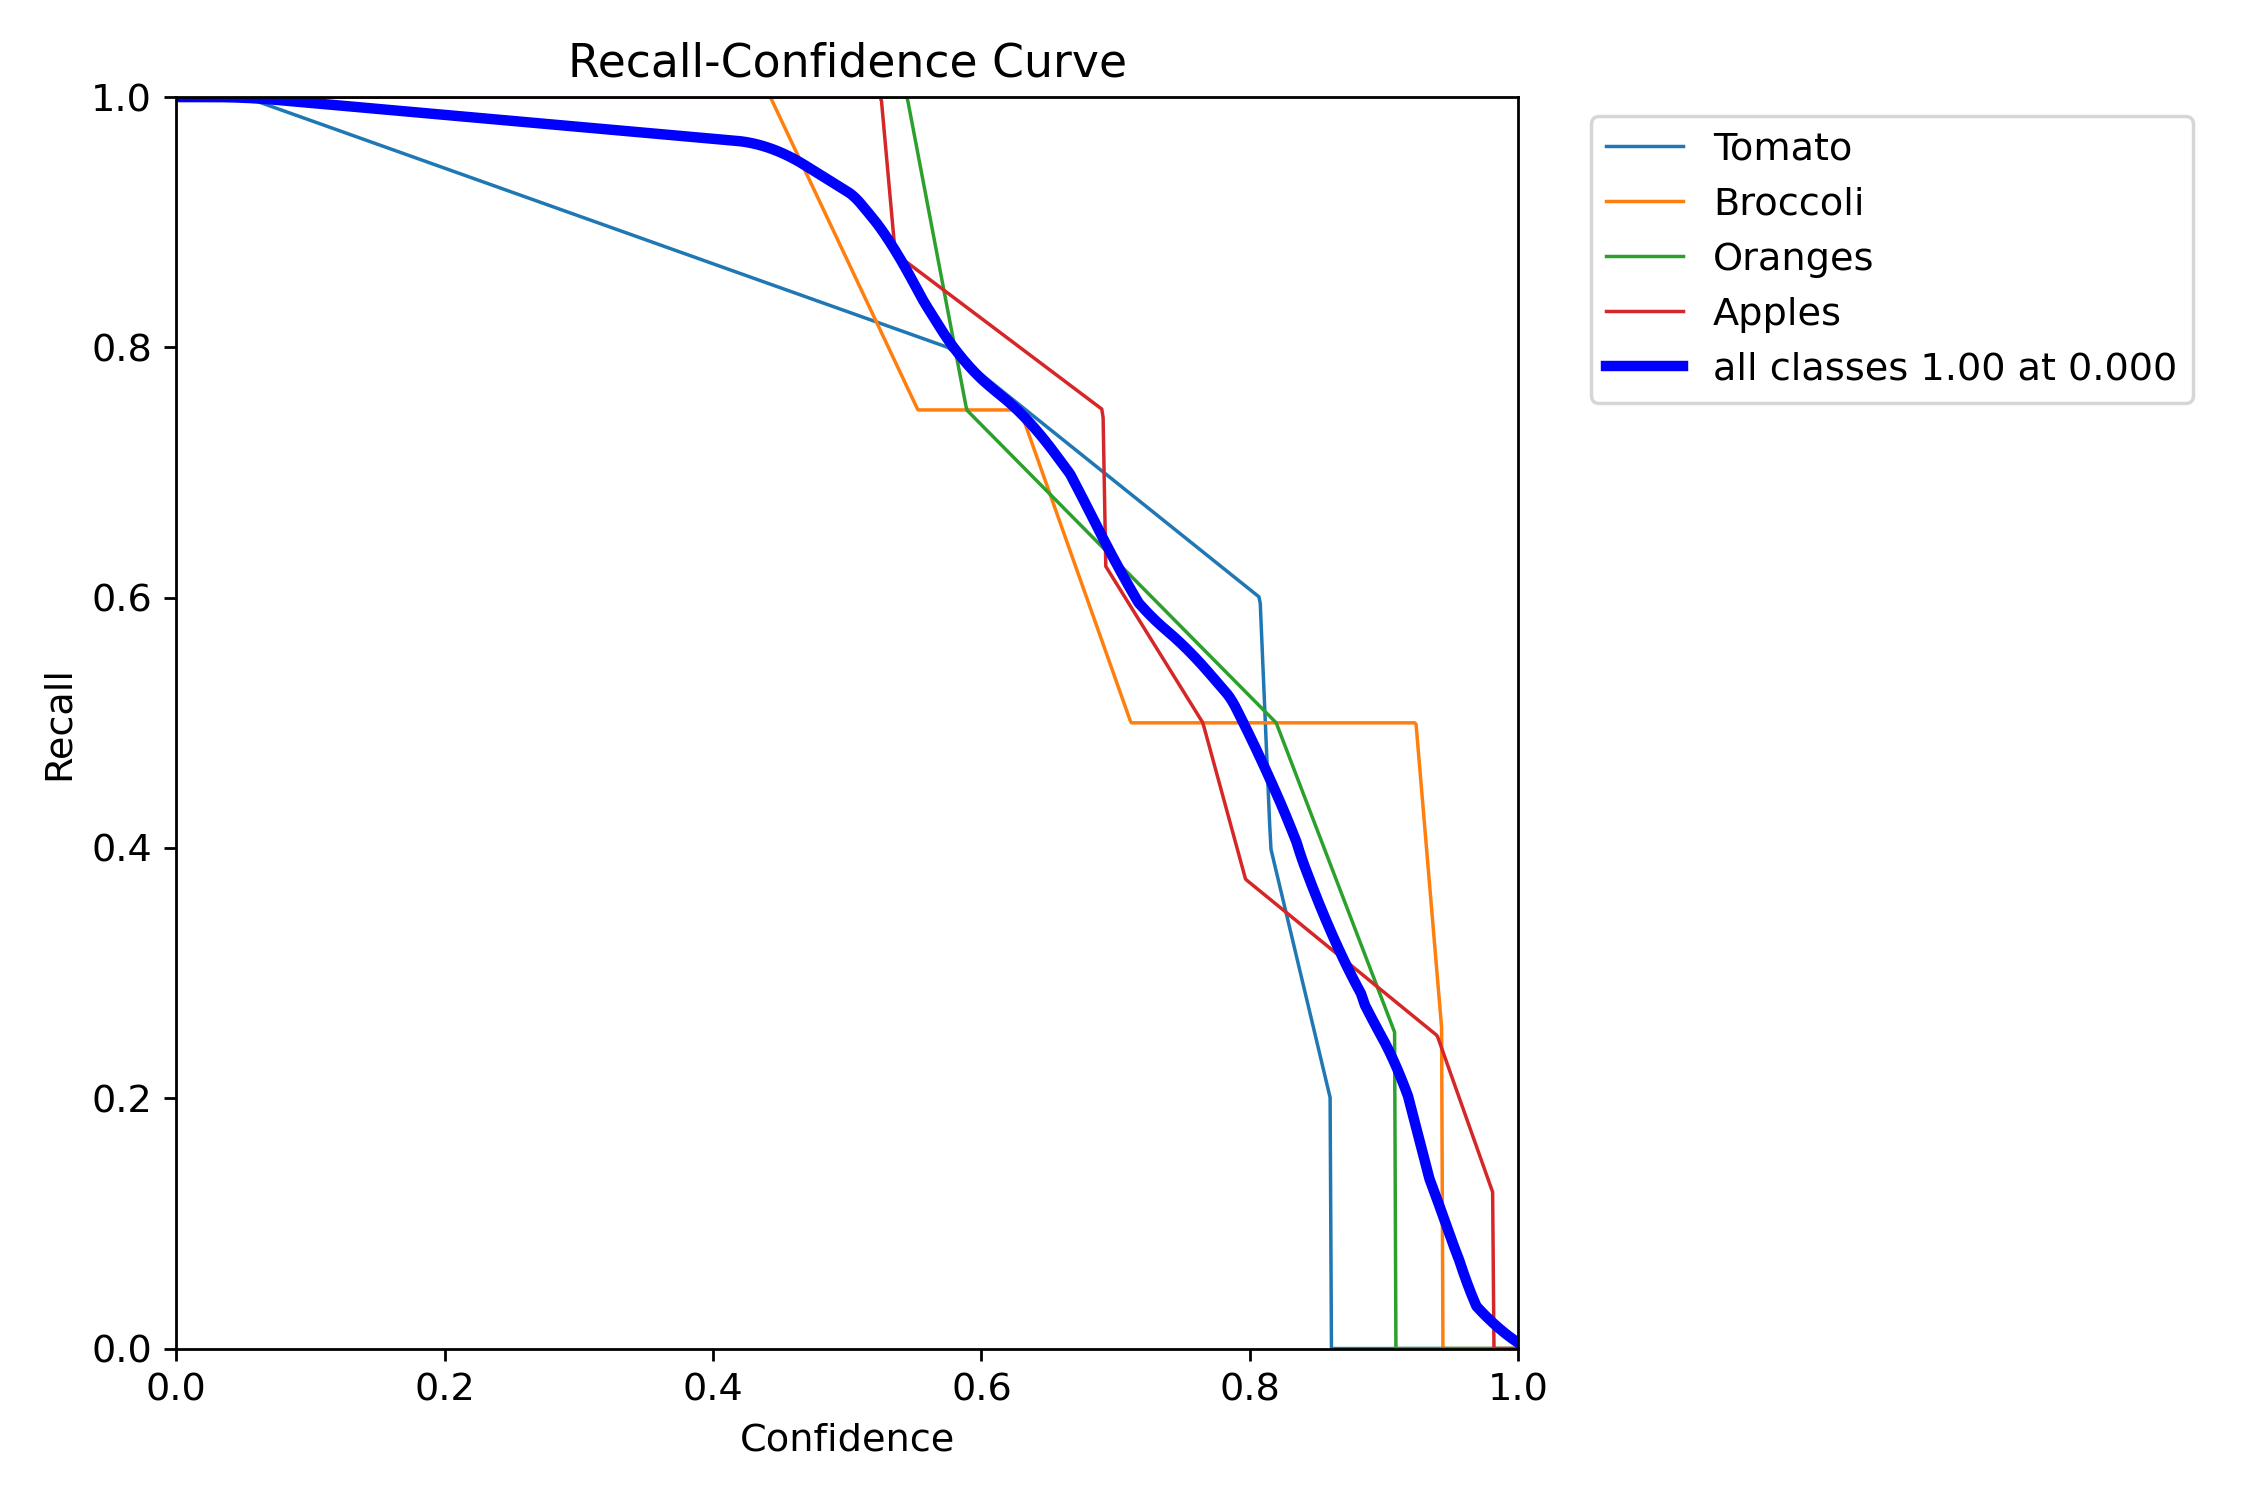 Recall-Confidence Curve
1.0
0.8
0.6
0.4
0.2
0.0
Recall
0.0 0.2 0.4 0.6 0.8 1.0
Confidence
Tomato
Broccoli
Oranges
Apples
all classes 1.00 at 0.000